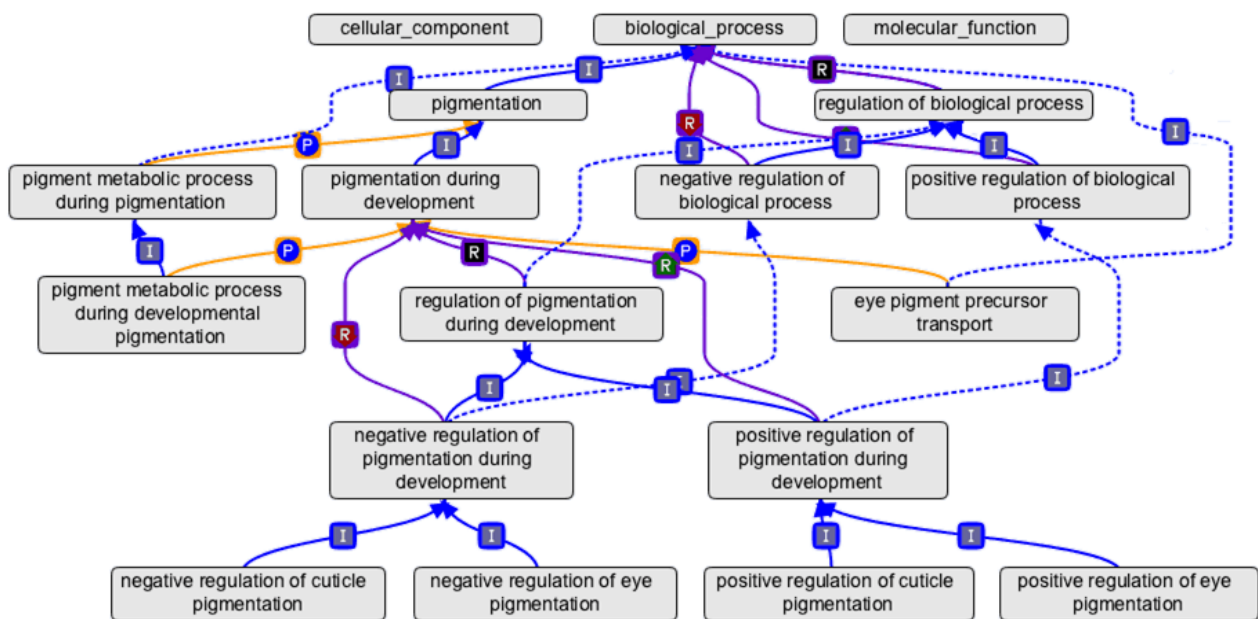 cellular_component
biological_process
molecular_function
I
I
R
pigmentation
regulation of biological process
R
I
P
I
I
I
I
pigment metabolic process
during pigmentation
pigmentation during
development
negative regulation of
biological process
positive regulation of biological
process
I
P
R
P
R
pigment metabolic process
during developmental
pigmentation
regulation of pigmentation
during development
eye pigment precursor
transport
R
I
I
I
negative regulation of
pigmentation during
development
positive regulation of
pigmentation during
development
I
I
I
I
negative regulation of cuticle
pigmentation
negative regulation of eye
pigmentation
positive regulation of cuticle
pigmentation
positive regulation of eye
pigmentation